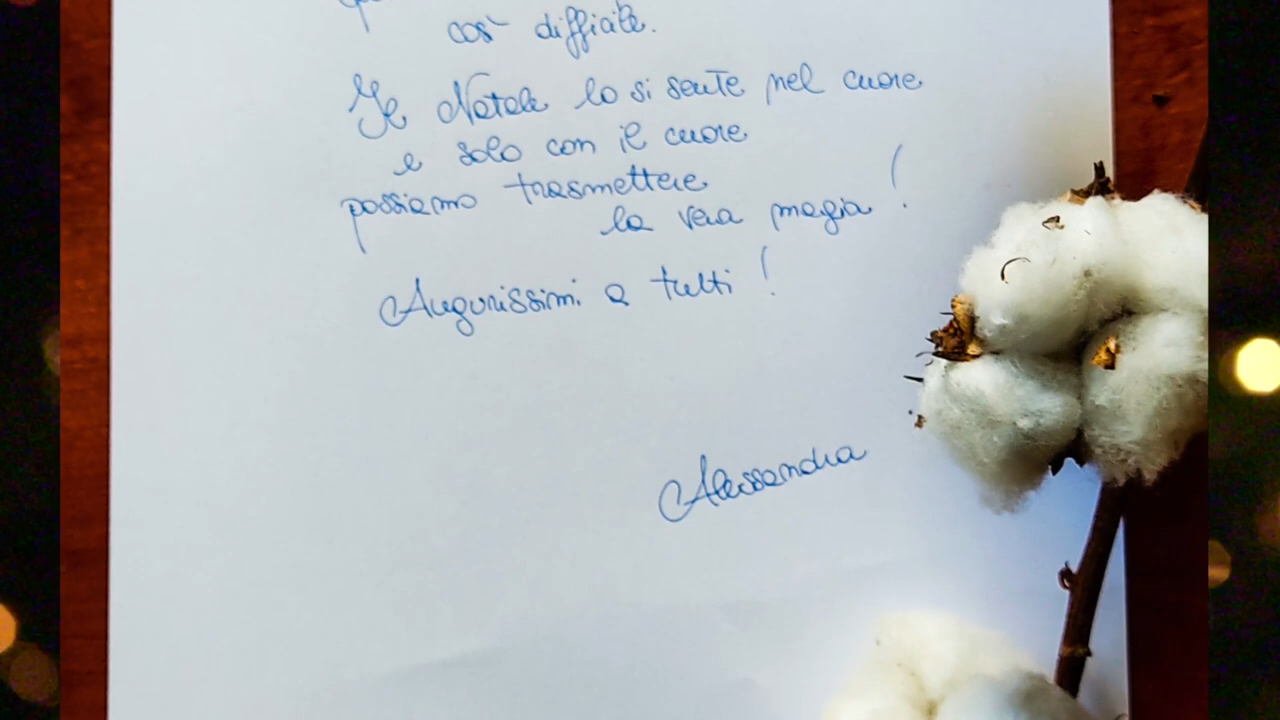 così difficile.
Il Natale lo si sente nel cuore
e solo con il cuore
possiamo trasmettere
la vera magia!
Augurissimi a tutti!
Alessandra